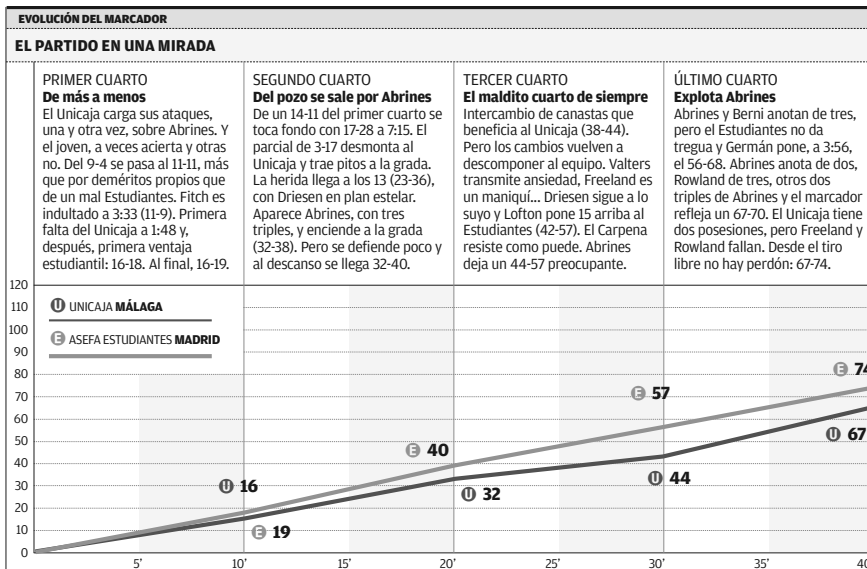 EVOLUCIÓN DEL MARCADOR
EL PARTIDO EN UNA MIRADA
PRIMER CUARTO
De más a menos
El Unicaja carga sus ataques,
una y otra vez, sobre Abrines. Y
el joven, a veces acierta y otras
no. Del 9-4 se pasa al 11-11, más
que por deméritos propios que
de un mal Estudiantes. Fitch es
indultado a 3:33 (11-9). Primera
falta del Unicaja a 1:48 y,
después, primera ventaja
estudiantil: 16-18. Al final, 16-19.
SEGUNDO CUARTO
Del pozo se sale por Abrines
De un 14-11 del primer cuarto se
toca fondo con 17-28 a 7:15. El
parcial de 3-17 desmonta al
Unicaja y trae pitos a la grada.
La herida llega a los 13 (23-36),
con Driesen en plan estelar.
Aparece Abrines, con tres
triples, y enciende a la grada
(32-38). Pero se defiende poco y
al descanso se llega 32-40.
TERCER CUARTO
El maldito cuarto de siempre
Intercambio de canastas que
beneficia al Unicaja (38-44).
Pero los cambios vuelven a
descomponer al equipo. Valters
transmite ansiedad, Freeland es
un maniquí... Driesen sigue a lo
suyo y Lofton pone 15 arriba al
Estudiantes (42-57). El Carpena
resiste como puede. Abrines
deja un 44-57 preocupante.
ÚLTIMO CUARTO
Explota Abrines
Abrines y Berni anotan de tres,
pero el Estudiantes no da
tregua y Germán pone, a 3:56,
el 56-68. Abrines anota de dos,
Rowland de tres, otros dos
triples de Abrines y el marcador
refleja un 67-70. El Unicaja tiene
dos posesiones, pero Freeland y
Rowland fallan. Desde el tiro
libre no hay perdón: 67-74.
120
110
100
90
80
70
60
50
40
30
20
10
0
U UNICAJA MÁLAGA
E ASEFA ESTUDIANTES MADRID
U 16
E 19
E 40
U 32
E 57
U 44
E 74
U 67
5' 10' 15' 20' 25' 30' 35' 40'